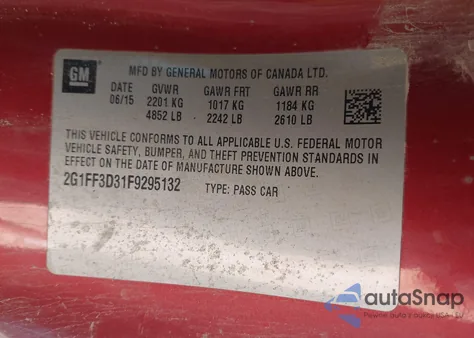 GM
MFD BY GENERAL MOTORS OF CANADA LTD.
DATE GVWR GAWR FRT GAWR RR
06/15 2201 KG 1017 KG 1184 KG
4852 LB 2242 LB 2610 LB
THIS VEHICLE CONFORMS TO ALL APPLICABLE U.S. FEDERAL MOTOR
VEHICLE SAFETY, BUMPER, AND THEFT PREVENTION STANDARDS IN
EFFECT ON THE DATE OF MANUFACTURE SHOWN ABOVE.
2G1FF3D31F9295132 TYPE: PASS CAR
autoSnap